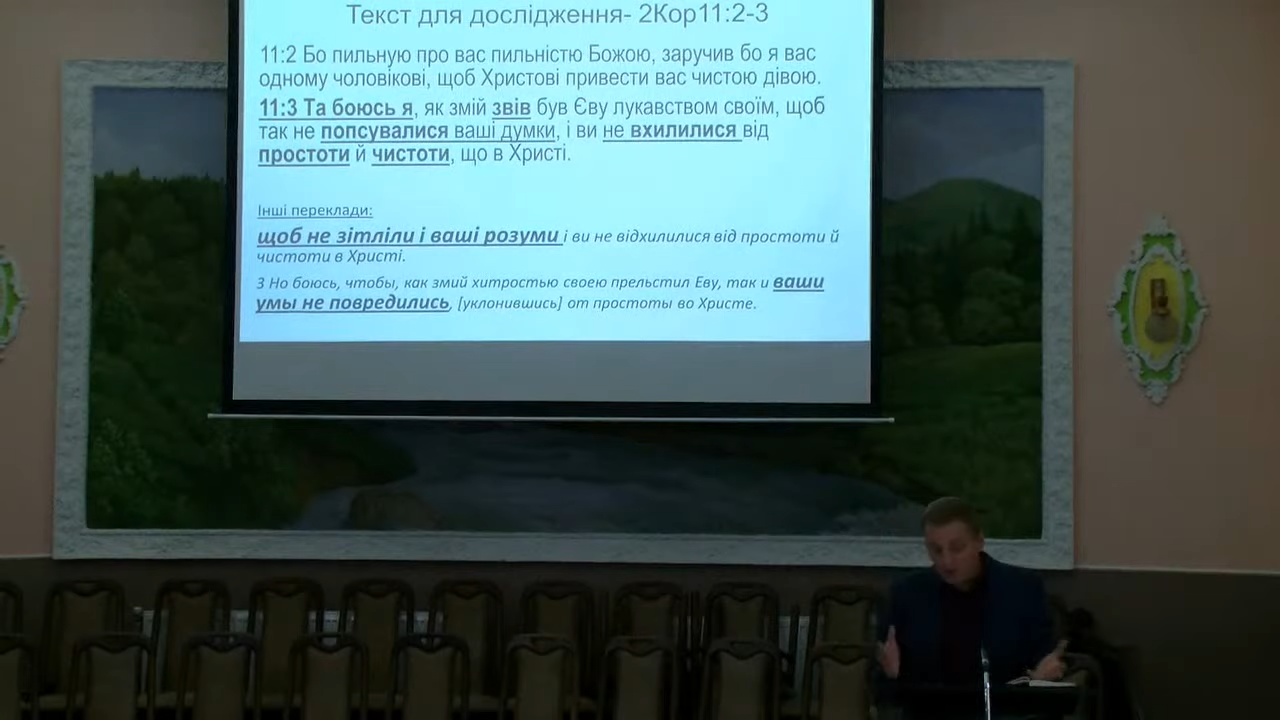 Текст для дослідження- 2Кор11:2-3
11:2 Бо пильную про вас пильністю Божою, заручив бо я вас
одному чоловікові, щоб Христові привести вас чистою дівою.
11:3 Та боюсь я, як змій звів був Єву лукавством своїм, щоб
так не попсувалися ваші думки, і ви не вхилилися від
простоти й чистоти, що в Христі.
Інші переклади:
щоб не зітліли і ваші розуми і ви не відхилилися від простоти й
чистоти в Христі.
3 Но боюсь, чтобы, как змий хитростью своею прельстил Еву, так и ваши
умы не повредились, [уклонившись] от простоты во Христе.